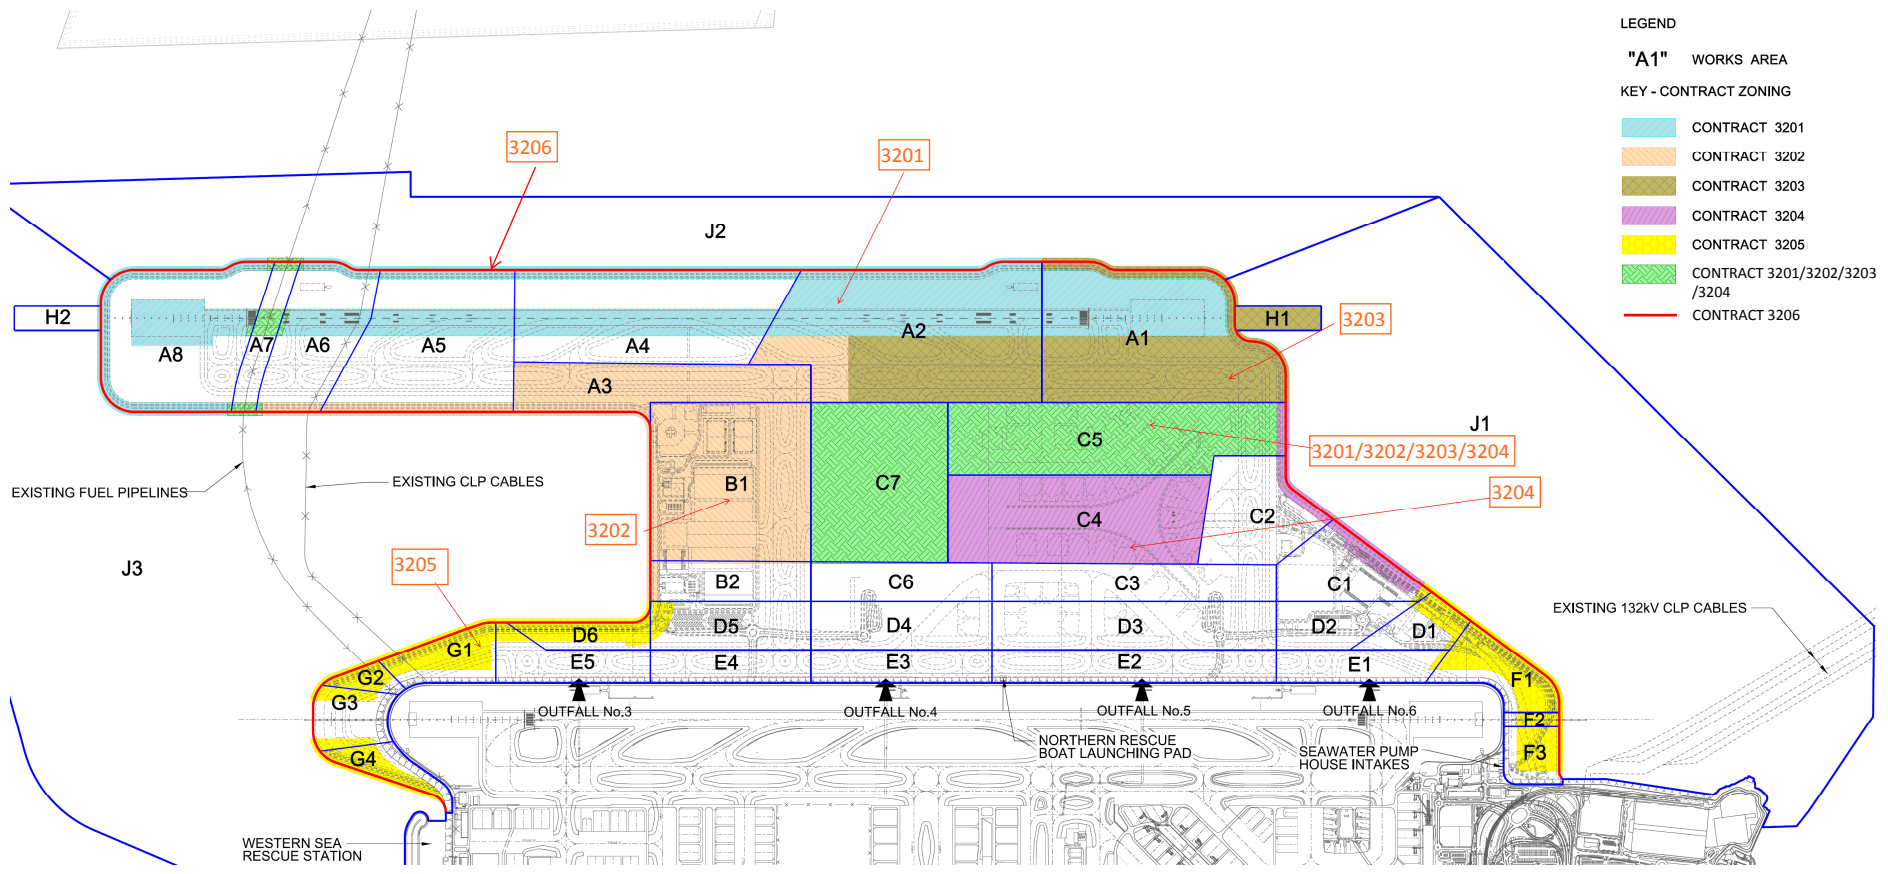 LEGEND
"A1" WORKS AREA
KEY - CONTRACT ZONING
CONTRACT 3201
CONTRACT 3202
CONTRACT 3203
CONTRACT 3204
CONTRACT 3205
CONTRACT 3201/3202/3203
/3204
CONTRACT 3206
3206
3201
J2
H2
A8
A7
A6
A5
A4
A2
A1
H1
3203
A3
J1
C5
3201/3202/3203/3204
EXISTING FUEL PIPELINES
EXISTING CLP CABLES
B1
C7
C4
C2
3204
3202
J3
3205
B2
C6
C3
C1
EXISTING 132kV CLP CABLES
G1
D6
D5
D4
D3
D2
D1
G2
E5
E4
E3
E2
E1
F1
G3
OUTFALL No.3
OUTFALL No.4
OUTFALL No.5
OUTFALL No.6
F2
G4
NORTHERN RESCUE
BOAT LAUNCHING PAD
SEAWATER PUMP
HOUSE INTAKES
F3
WESTERN SEA
RESCUE STATION